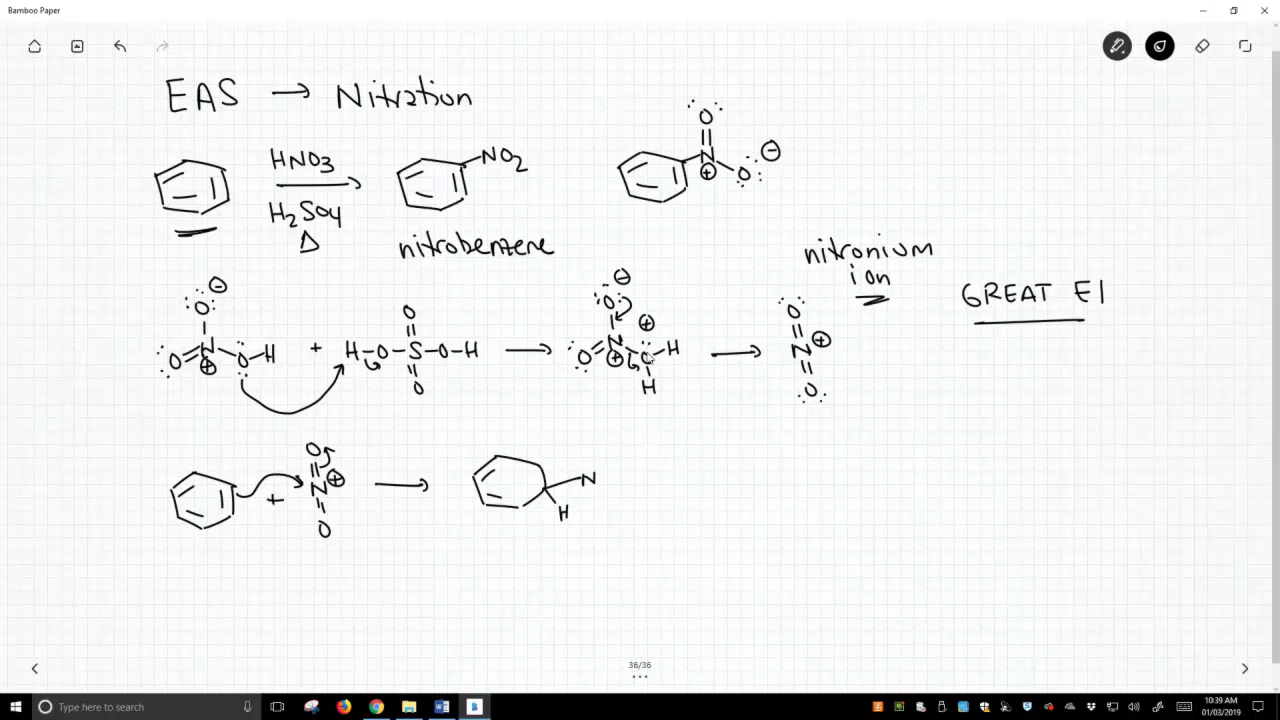 Bamboo Paper
EAS → Nitration
HNO3
H2SO4
Δ
NO2
O
N
⊕
O
⊖
nitrobenzene
nitronium
ion
GREAT El
⊖
O
O=N-O-H
⊕
+
O
H-O-S-O-H
O
→
⊖
O
⊕
O=N-O-H
⊕
H
→
O
N ⊕
O
+
O
N ⊕
O
→
N
H
36/36
Type here to search
10:39 AM
01/03/2019